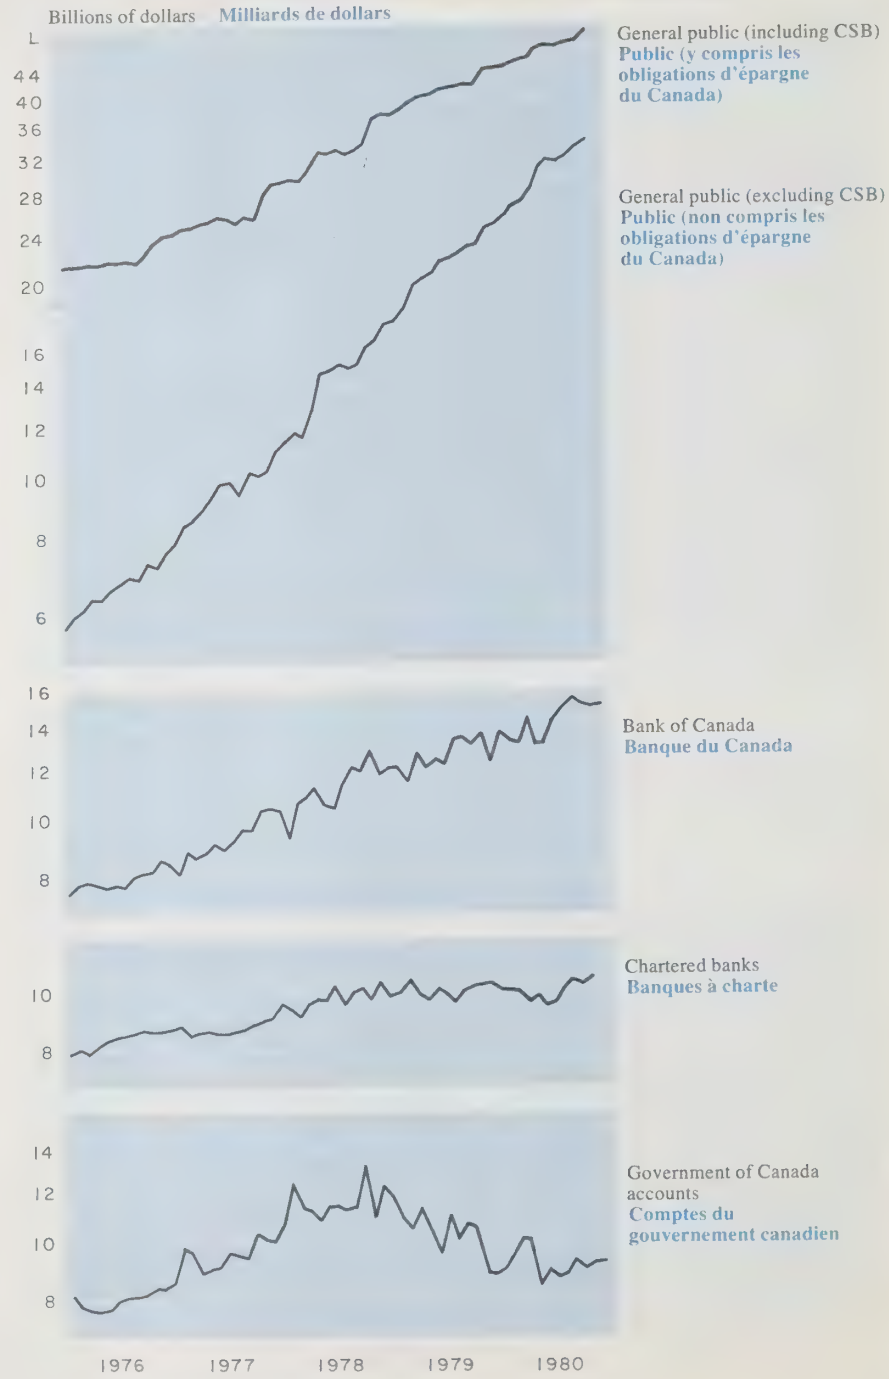 Billions of dollars Milliards de dollars
L
44
40
36
32
28
24
20
16
14
12
10
8
6
General public (including CSB)
Public (y compris les
obligations d'épargne
du Canada)
General public (excluding CSB)
Public (non compris les
obligations d'épargne
du Canada)
16
14
12
10
8
Bank of Canada
Banque du Canada
10
8
Chartered banks
Banques à charte
14
12
10
8
Government of Canada
accounts
Comptes du
gouvernement canadien
1976 1977 1978 1979 1980